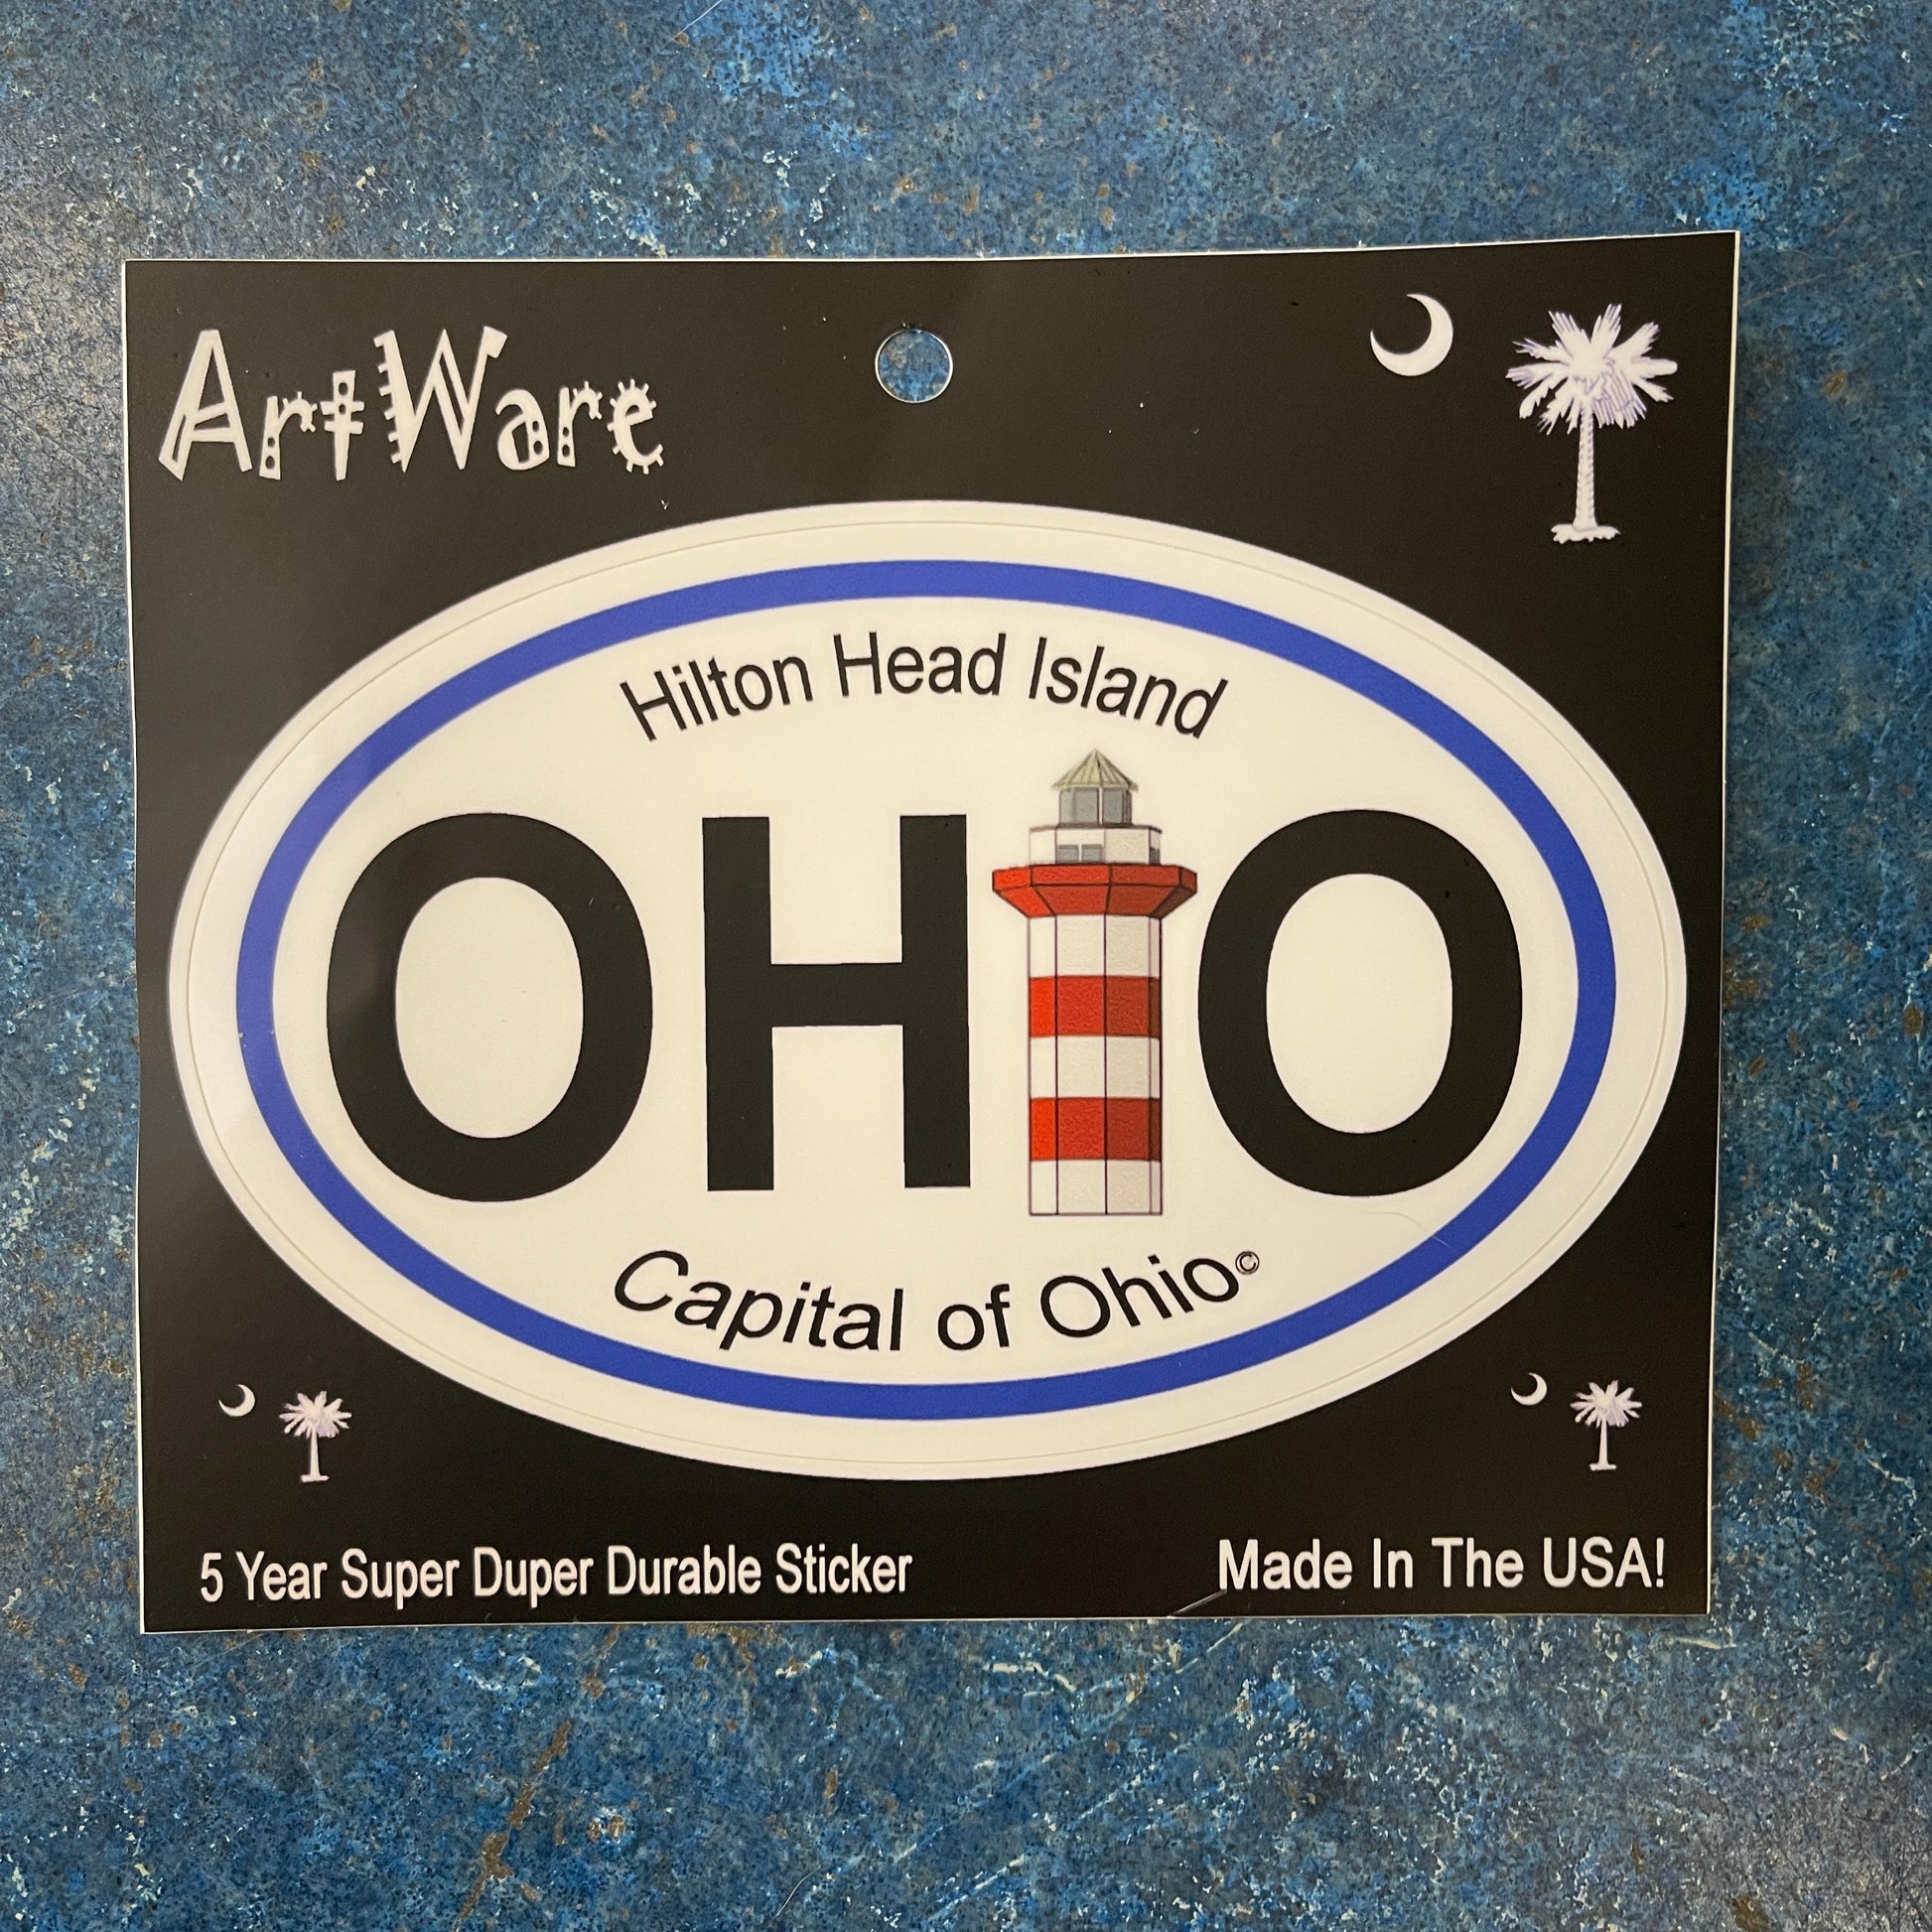 ArtWare
Hilton Head Island
OHIO
Capital of Ohio©
5 Year Super Duper Durable Sticker
Made In The USA!